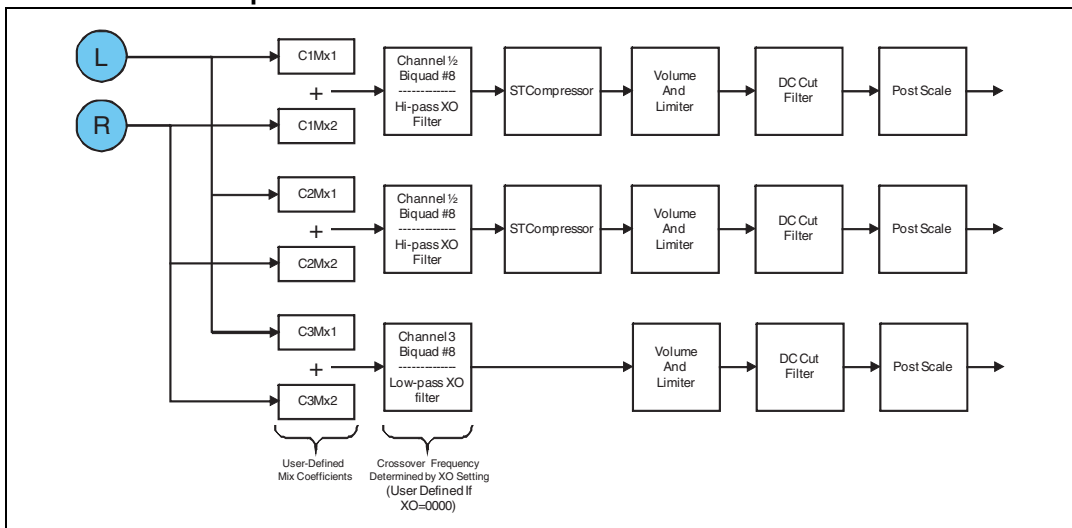 L
R
C1Mx1
+
C1Mx2
Channel ½
Biquad #8
--------------
Hi-pass XO
Filter
STCompressor
Volume
And
Limiter
DC Cut
Filter
Post Scale
C2Mx1
+
C2Mx2
Channel ½
Biquad #8
--------------
Hi-pass XO
Filter
STCompressor
Volume
And
Limiter
DC Cut
Filter
Post Scale
C3Mx1
+
C3Mx2
Channel 3
Biquad #8
--------------
Low-pass XO
filter
Volume
And
Limiter
DC Cut
Filter
Post Scale
User-Defined
Mix Coefficients
Crossover Frequency
Determined by XO Setting
(User Defined If
XO=0000)